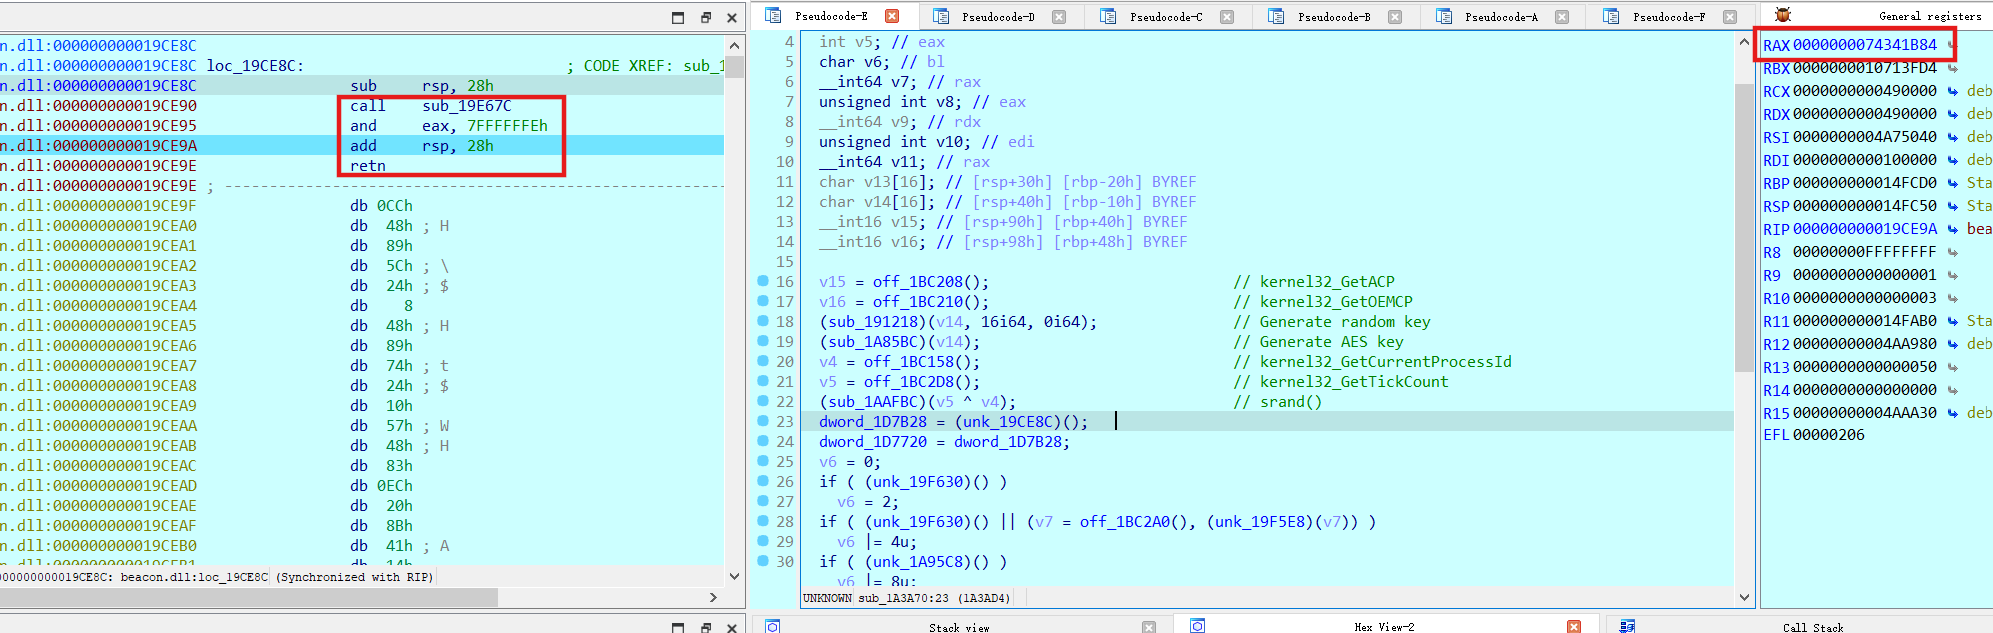 n.dll:000000000019CE8C
n.dll:000000000019CE8C loc_19CE8C: ; CODE XREF: sub_1
n.dll:000000000019CE8C sub rsp, 28h
n.dll:000000000019CE90 call sub_19E67C
n.dll:000000000019CE95 and eax, 7FFFFFFEh
n.dll:000000000019CE9A add rsp, 28h
n.dll:000000000019CE9E retn
n.dll:000000000019CE9E ; ---------------------------------------------------------
n.dll:000000000019CE9F db 0CCh
n.dll:000000000019CEA0 db 48h ; H
n.dll:000000000019CEA1 db 89h
n.dll:000000000019CEA2 db 5Ch ; \
n.dll:000000000019CEA3 db 24h ; $
n.dll:000000000019CEA4 db 8
n.dll:000000000019CEA5 db 48h ; H
n.dll:000000000019CEA6 db 89h
n.dll:000000000019CEA7 db 74h ; t
n.dll:000000000019CEA8 db 24h ; $
n.dll:000000000019CEA9 db 10h
n.dll:000000000019CEAA db 57h ; W
n.dll:000000000019CEAB db 48h ; H
n.dll:000000000019CEAC db 83h
n.dll:000000000019CEAD db 0ECh
n.dll:000000000019CEAE db 20h
n.dll:000000000019CEAF db 8Bh
n.dll:000000000019CEB0 db 41h ; A
n.dll:000000000019CEB1 db 14h
00000000019CE8C: beacon.dll:loc_19CE8C (Synchronized with RIP)
Pseudocode-E Pseudocode-D Pseudocode-C Pseudocode-B Pseudocode-A Pseudocode-F
4 int v5; // eax
5 char v6; // bl
6 __int64 v7; // rax
7 unsigned int v8; // eax
8 __int64 v9; // rdx
9 unsigned int v10; // edi
10 __int64 v11; // rax
11 char v13[16]; // [rsp+30h] [rbp-20h] BYREF
12 char v14[16]; // [rsp+40h] [rbp-10h] BYREF
13 __int16 v15; // [rsp+90h] [rbp+40h] BYREF
14 __int16 v16; // [rsp+98h] [rbp+48h] BYREF
15
16 v15 = off_1BC208(); // kernel32_GetACP
17 v16 = off_1BC210(); // kernel32_GetOEMCP
18 (sub_191218)(v14, 16i64, 0i64); // Generate random key
19 (sub_1A85BC)(v14); // Generate AES key
20 v4 = off_1BC158(); // kernel32_GetCurrentProcessId
21 v5 = off_1BC2D8(); // kernel32_GetTickCount
22 (sub_1AAFBC)(v5 ^ v4); // srand()
23 dword_1D7B28 = (unk_19CE8C)();
24 dword_1D7720 = dword_1D7B28;
25 v6 = 0;
26 if ( (unk_19F630)() )
27 v6 = 2;
28 if ( (unk_19F630)() || (v7 = off_1BC2A0(), (unk_19F5E8)(v7)) )
29 v6 |= 4u;
30 if ( (unk_1A95C8)() )
v6 |= 8u;
UNKNOWN sub_1A3A70:23 (1A3AD4)
General registers
RAX 0000000074341B84
RBX 0000000010713FD4
RCX 0000000000490000 deb
RDX 0000000000490000 deb
RSI 0000000004A75040 deb
RDI 0000000000100000 deb
RBP 000000000014FCD0 Sta
RSP 000000000014FC50 Sta
RIP 000000000019CE9A bea
R8 00000000FFFFFFFF
R9 0000000000000001
R10 0000000000000003
R11 000000000014FAB0 Sta
R12 0000000004AA980 deb
R13 0000000000000050
R14 0000000000000000
R15 00000000004AAA30 deb
EFL 00000206
Stack view Hex View-2 Call Stack